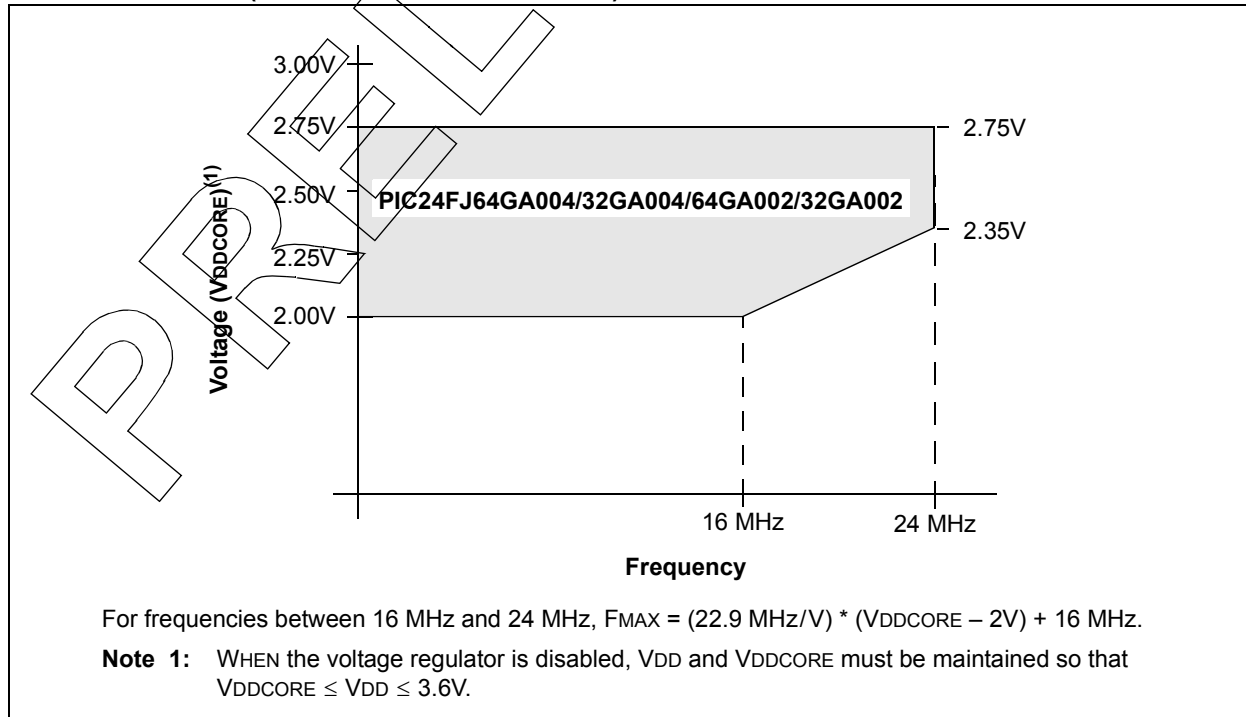 3.00V
2.75V
2.50V
2.25V
2.00V
Voltage (VDDCORE)(1)
PIC24FJ64GA004/32GA004/64GA002/32GA002
2.75V
2.35V
16 MHz
24 MHz
Frequency
For frequencies between 16 MHz and 24 MHz, FMAX = (22.9 MHz/V) * (VDDCORE – 2V) + 16 MHz.
Note 1: WHEN the voltage regulator is disabled, VDD and VDDCORE must be maintained so that
VDDCORE ≤ VDD ≤ 3.6V.
PREL